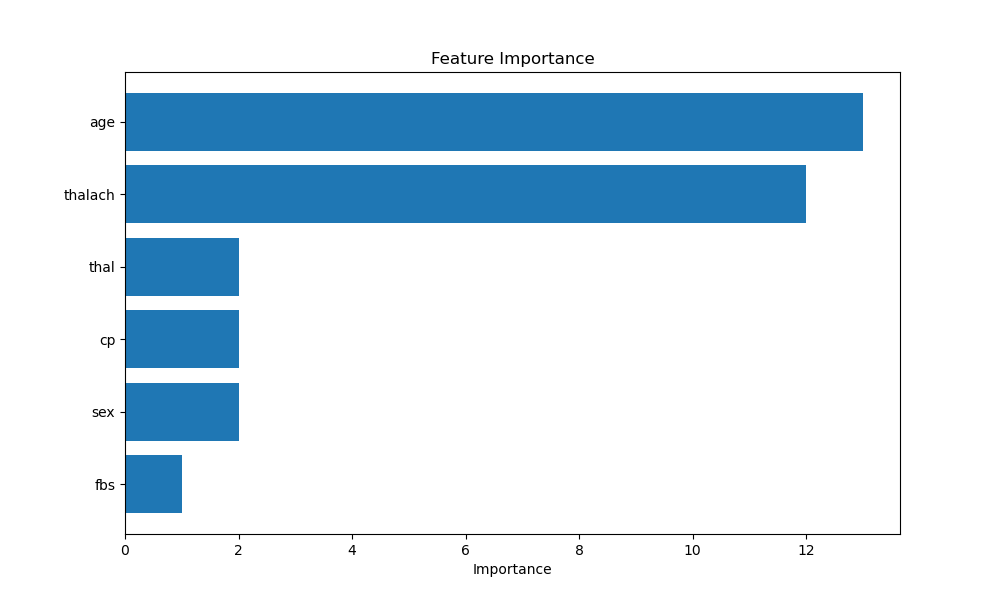 Feature Importance
age
thalach
thal
cp
sex
fbs
0 2 4 6 8 10 12
Importance